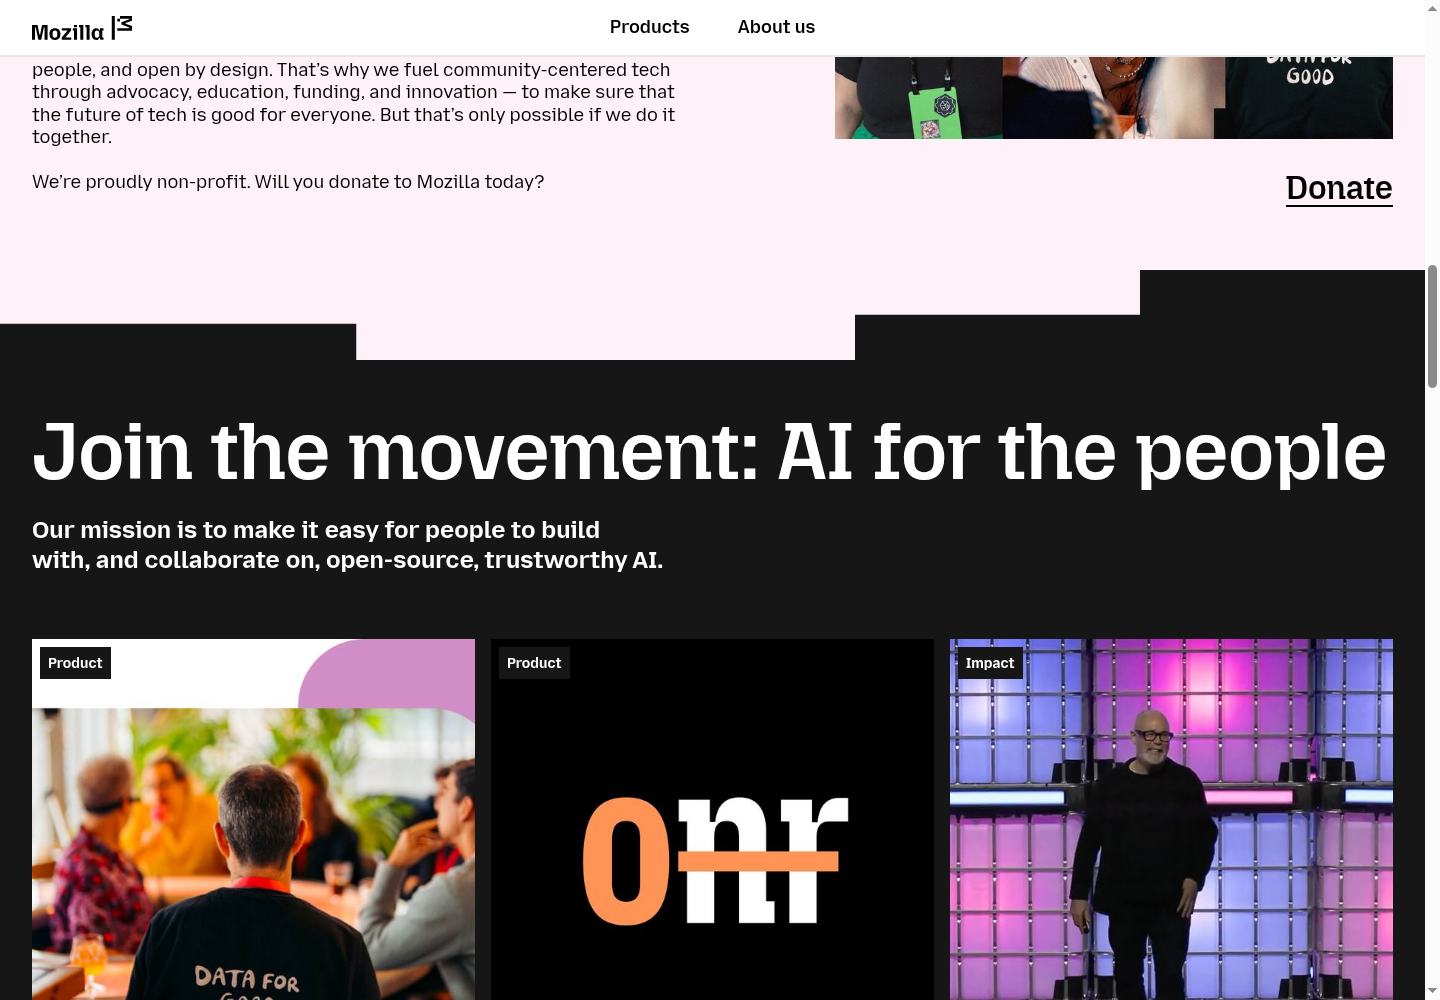 Mozilla
Products
About us
people, and open by design. That’s why we fuel community-centered tech
through advocacy, education, funding, and innovation — to make sure that
the future of tech is good for everyone. But that’s only possible if we do it
together.
We’re proudly non-profit. Will you donate to Mozilla today?
DATA FOR
GOOD
Donate
Join the movement: AI for the people
Our mission is to make it easy for people to build
with, and collaborate on, open-source, trustworthy AI.
Product
Product
Impact
0nr
DATA FOR
GOOD